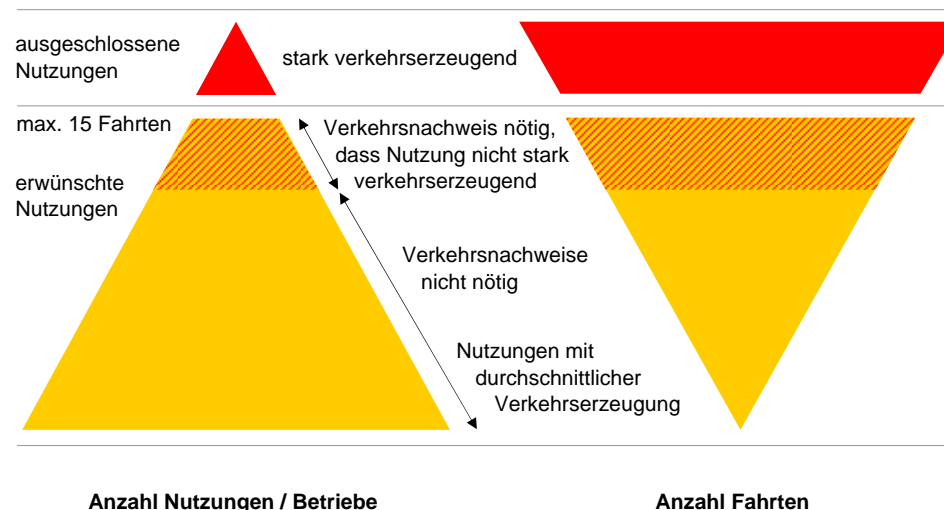 ausgeschlossene
Nutzungen
stark verkehrserzeugend
max. 15 Fahrten
Verkehrsnachweis nötig,
dass Nutzung nicht stark
verkehrserzeugend
erwünschte
Nutzungen
Verkehrsnachweise
nicht nötig
Nutzungen mit
durchschnittlicher
Verkehrserzeugung
Anzahl Nutzungen / Betriebe
Anzahl Fahrten